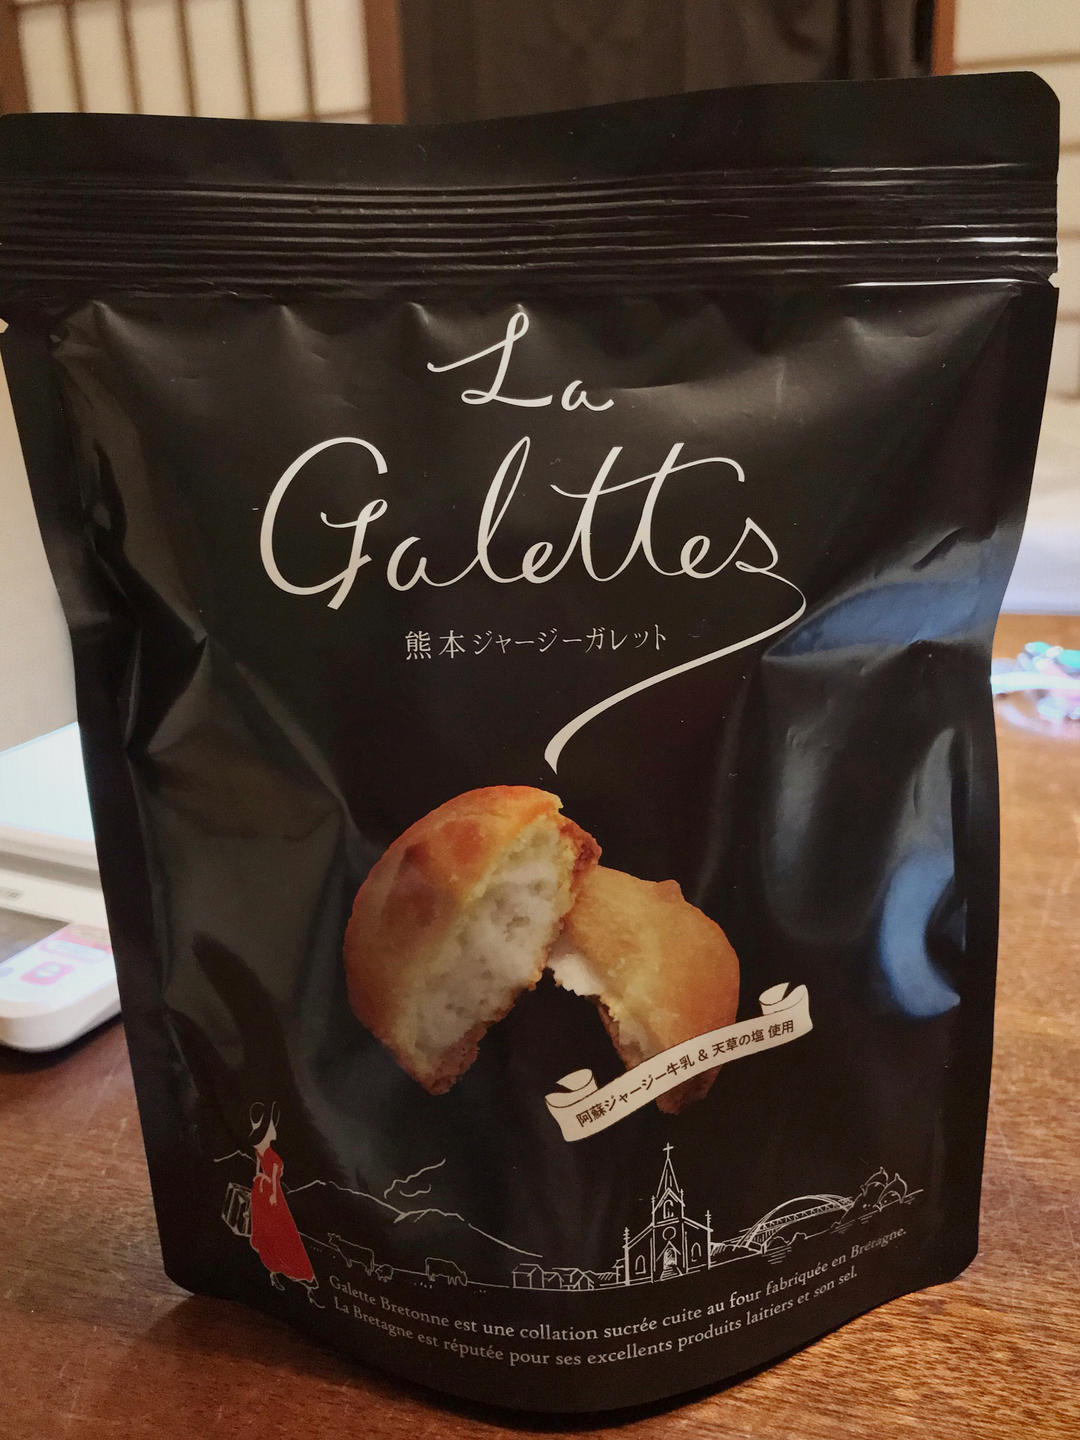 La
Galettes
熊本ジャージーガレット
阿蘇ジャージー牛乳 & 天草の塩 使用
Galette Bretonne est une collation sucrée cuite au four fabriquée en Bretagne.
La Bretagne est réputée pour ses excellents produits laitiers et son sel.